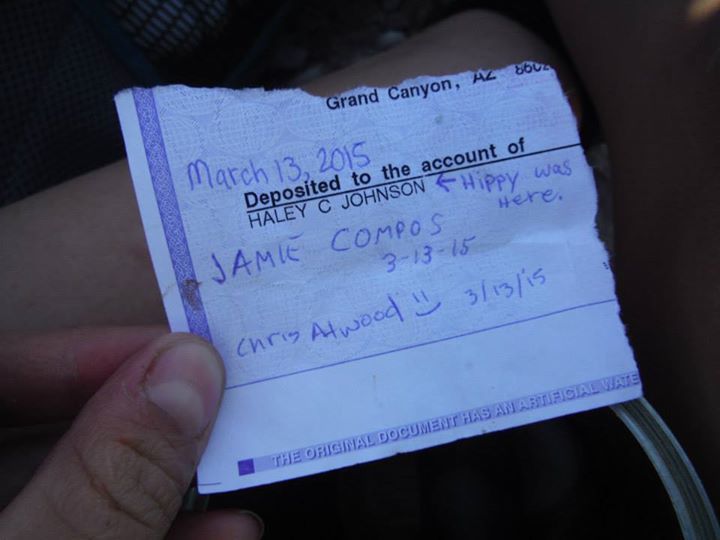 Grand Canyon, AZ
March 13, 2015
Deposited to the account of
HALEY C JOHNSON ← Hippy was
Here.
JAMIE COMPOS
3-13-15
Chris Atwood 3/13/15
THE ORIGINAL DOCUMENT HAS AN ARTIFICIAL WATE